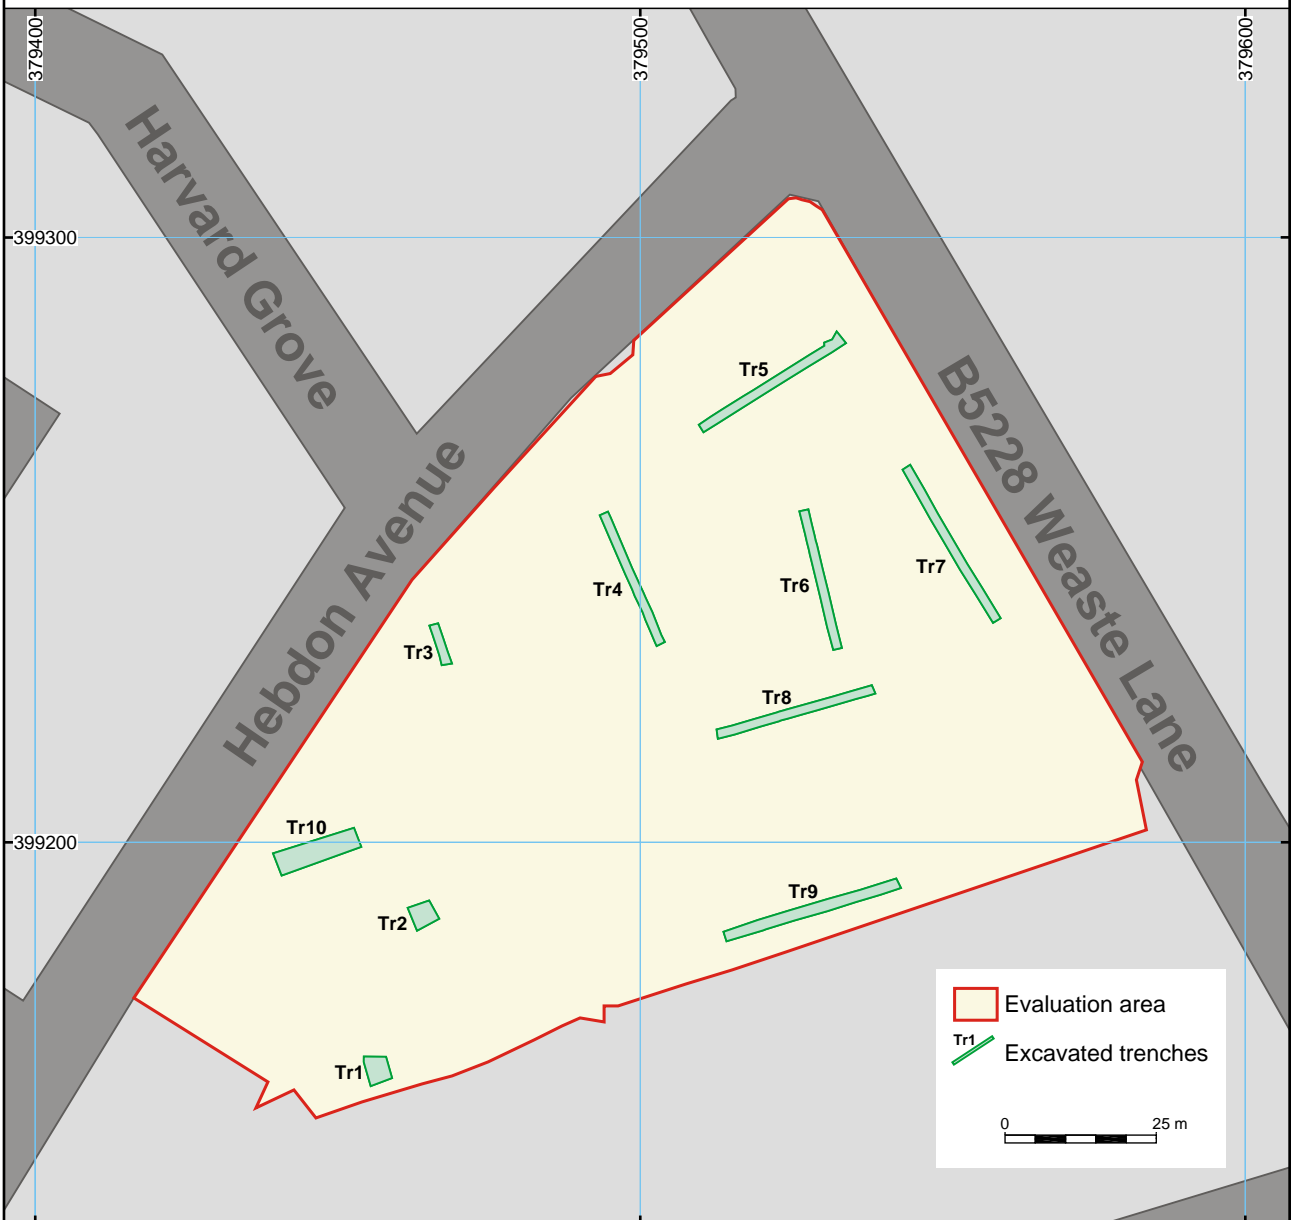 379400
379500
379600
Harvard Grove
399300
Tr5
B5228 Weaste Lane
Hebdon Avenue
Tr4
Tr6
Tr7
Tr3
Tr8
Tr10
399200
Tr9
Tr2
Tr1
Evaluation area
Tr1
Excavated trenches
0 25 m